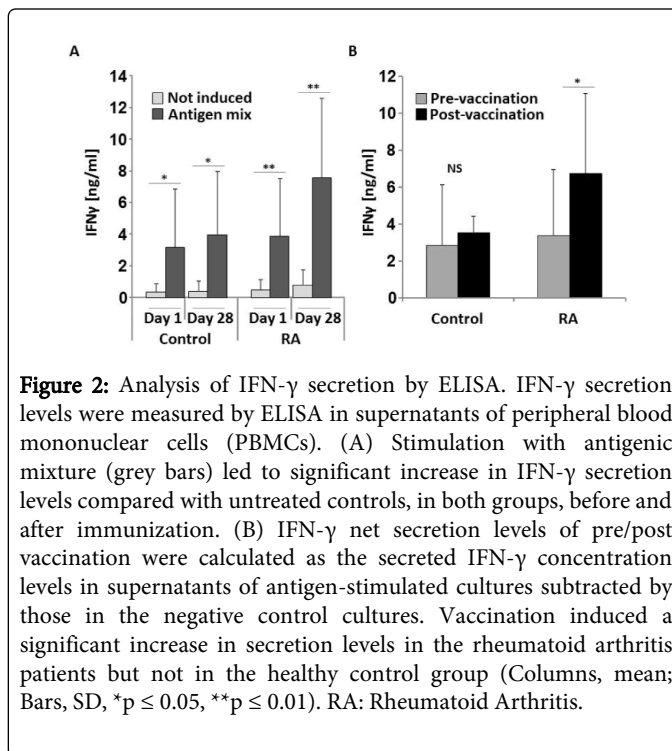 A
B
14
12
10
8
6
4
2
0
IFNγ [ng/ml]
Not induced
Antigen mix
*
*
**
**
Day 1 Day 28 Day 1 Day 28
Control RA
12
10
8
6
4
2
0
IFNγ [ng/ml]
Pre-vaccination
Post-vaccination
NS
*
Control RA
Figure 2: Analysis of IFN-γ secretion by ELISA. IFN-γ secretion
levels were measured by ELISA in supernatants of peripheral blood
mononuclear cells (PBMCs). (A) Stimulation with antigenic
mixture (grey bars) led to significant increase in IFN-γ secretion
levels compared with untreated controls, in both groups, before and
after immunization. (B) IFN-γ net secretion levels of pre/post
vaccination were calculated as the secreted IFN-γ concentration
levels in supernatants of antigen-stimulated cultures subtracted by
those in the negative control cultures. Vaccination induced a
significant increase in secretion levels in the rheumatoid arthritis
patients but not in the healthy control group (Columns, mean;
Bars, SD, *p ≤ 0.05, **p ≤ 0.01). RA: Rheumatoid Arthritis.